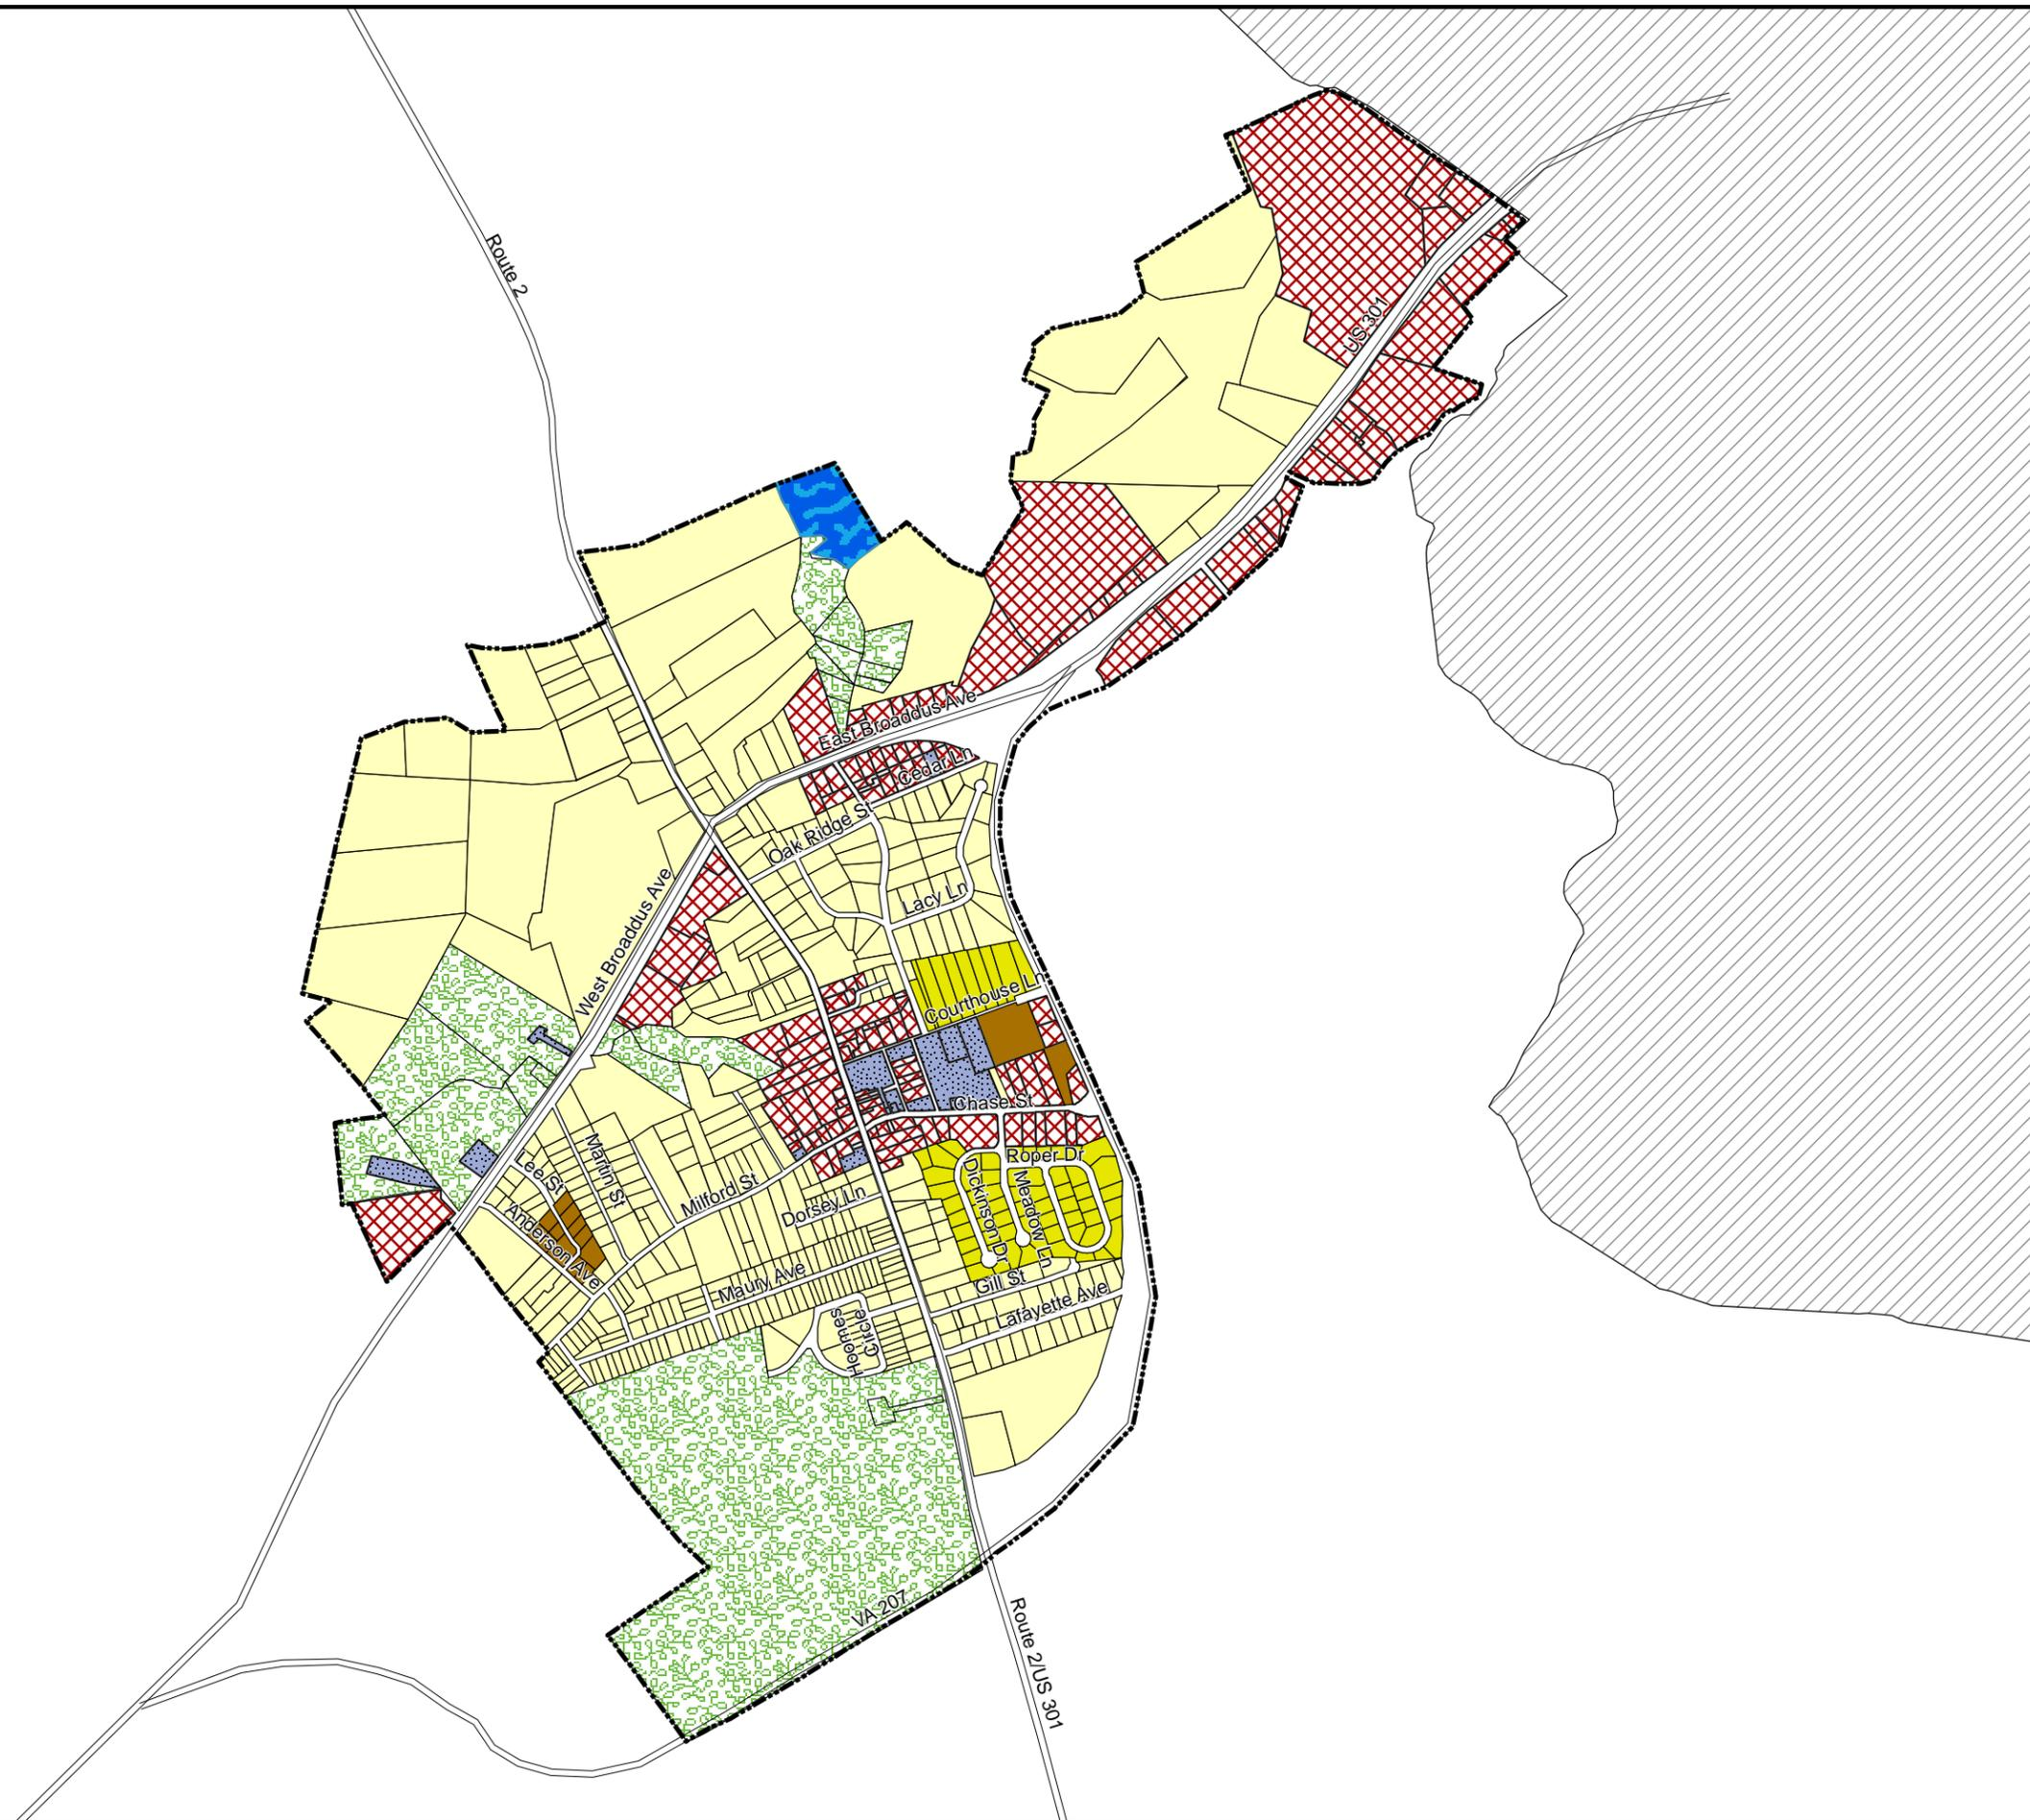 Route 2
US 301
East Broaddus Ave
Cedar Ln
Oak Ridge St
West Broaddus Ave
Lacy Ln
Courthouse Ln
Chase St
Roper Dr
Martin St
Lee St
Dickinson Dr
Meadow Ln
Milford St
Dorsey Ln
Anderson Ave
Maury Ave
Gill St
Lafayette Ave
Hoomes
Circle
VA 207
Route 2/US 301